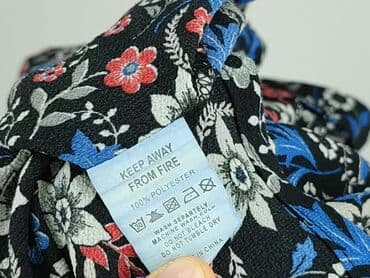 KEEP AWAY
FROM FIRE
100% POLYESTER
WASH SEPARATELY
MACHINE WASH
DO NOT BLEACH
DO NOT TUMBLE DRY
IN CHINA